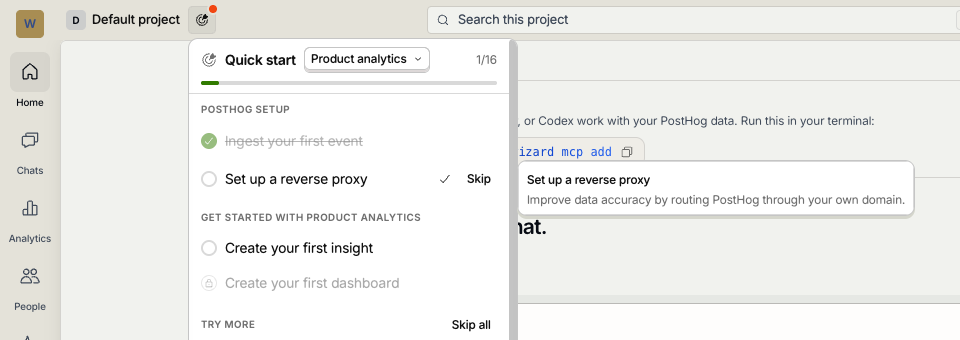 W
D Default project
Search this project
Quick start Product analytics 1/16
Home
POSTHOG SETUP
, or Codex work with your PostHog data. Run this in your terminal:
Ingest your first event
izard mcp add
Chats
Set up a reverse proxy Skip
Set up a reverse proxy
Improve data accuracy by routing PostHog through your own domain.
GET STARTED WITH PRODUCT ANALYTICS
hat.
Analytics
Create your first insight
Create your first dashboard
People
TRY MORE Skip all